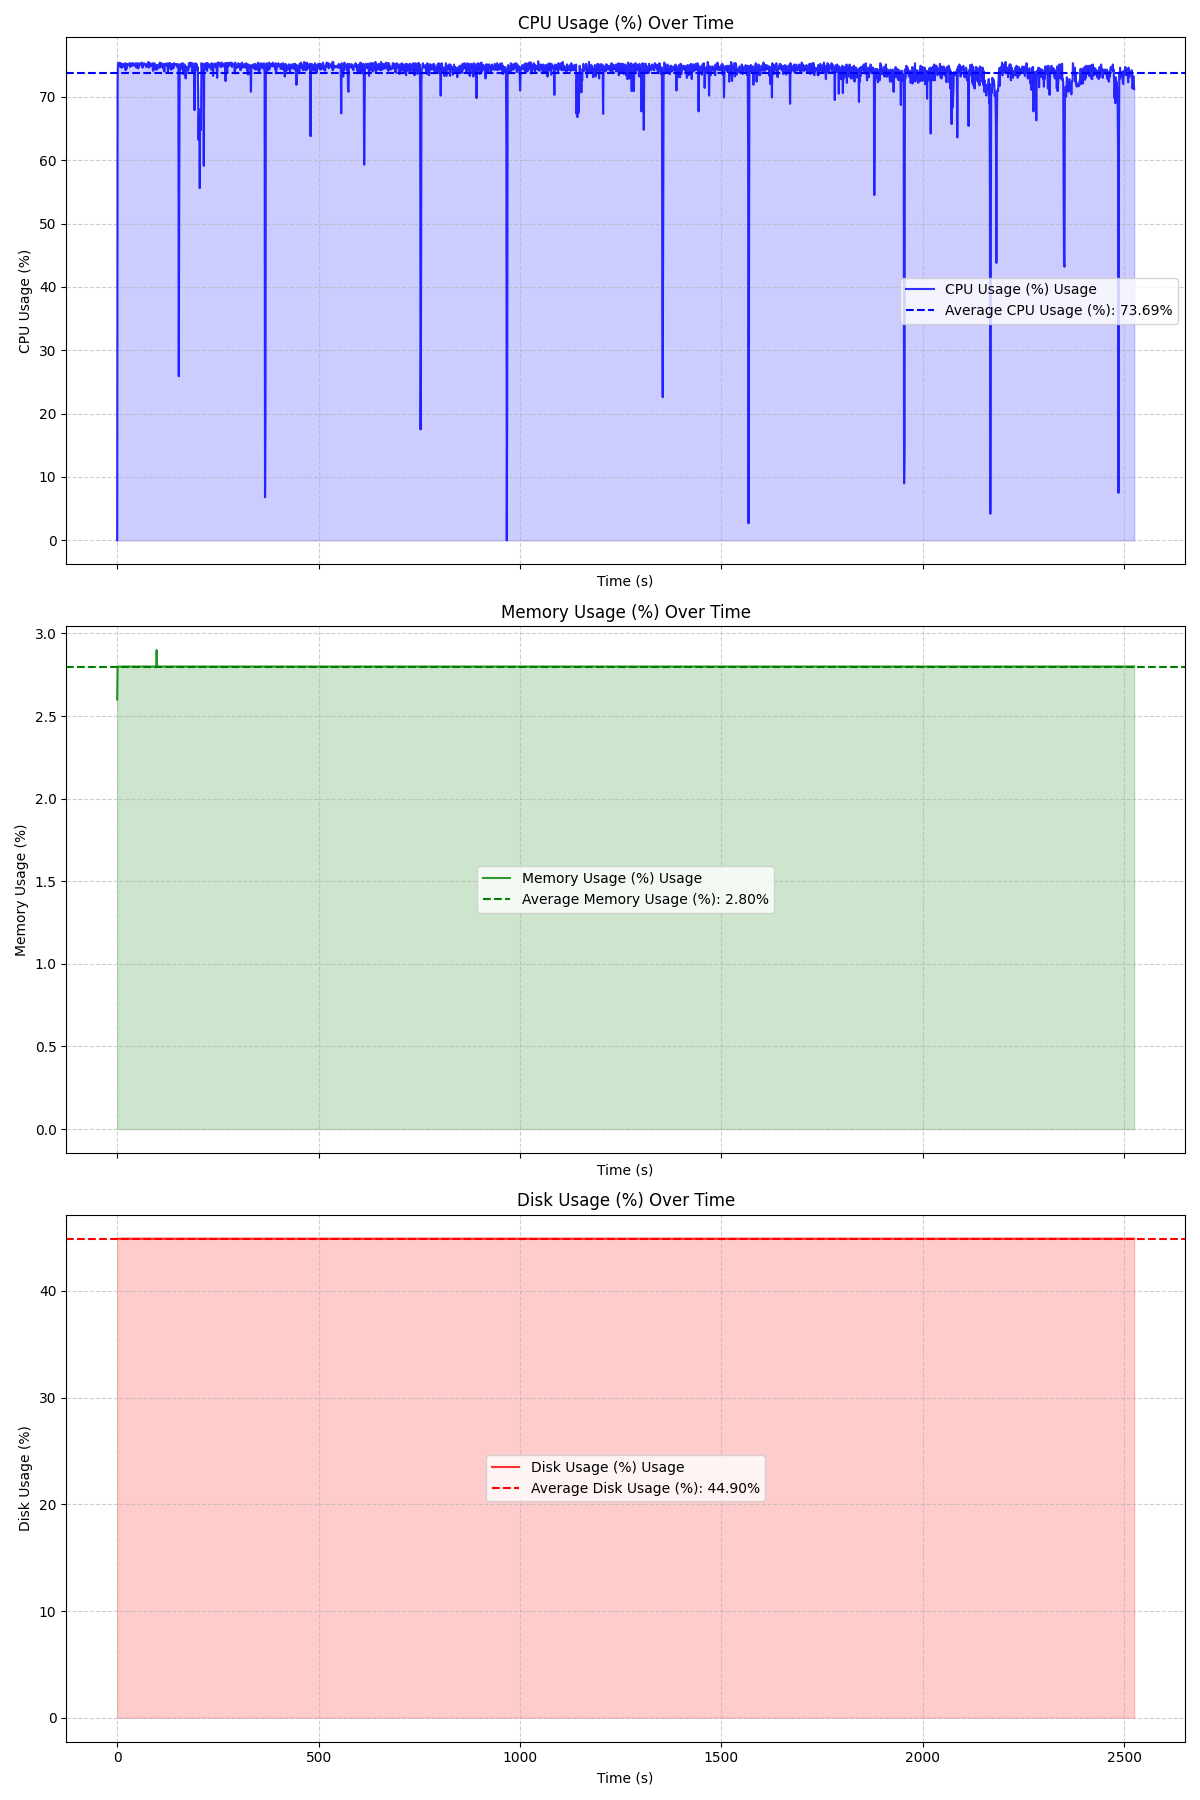 CPU Usage (%) Over Time
CPU Usage (%)
70
60
50
40
30
20
10
0
CPU Usage (%) Usage
Average CPU Usage (%): 73.69%
Time (s)
Memory Usage (%) Over Time
Memory Usage (%)
3.0
2.5
2.0
1.5
1.0
0.5
0.0
Memory Usage (%) Usage
Average Memory Usage (%): 2.80%
Time (s)
Disk Usage (%) Over Time
Disk Usage (%)
40
30
20
10
0
Disk Usage (%) Usage
Average Disk Usage (%): 44.90%
0 500 1000 1500 2000 2500
Time (s)